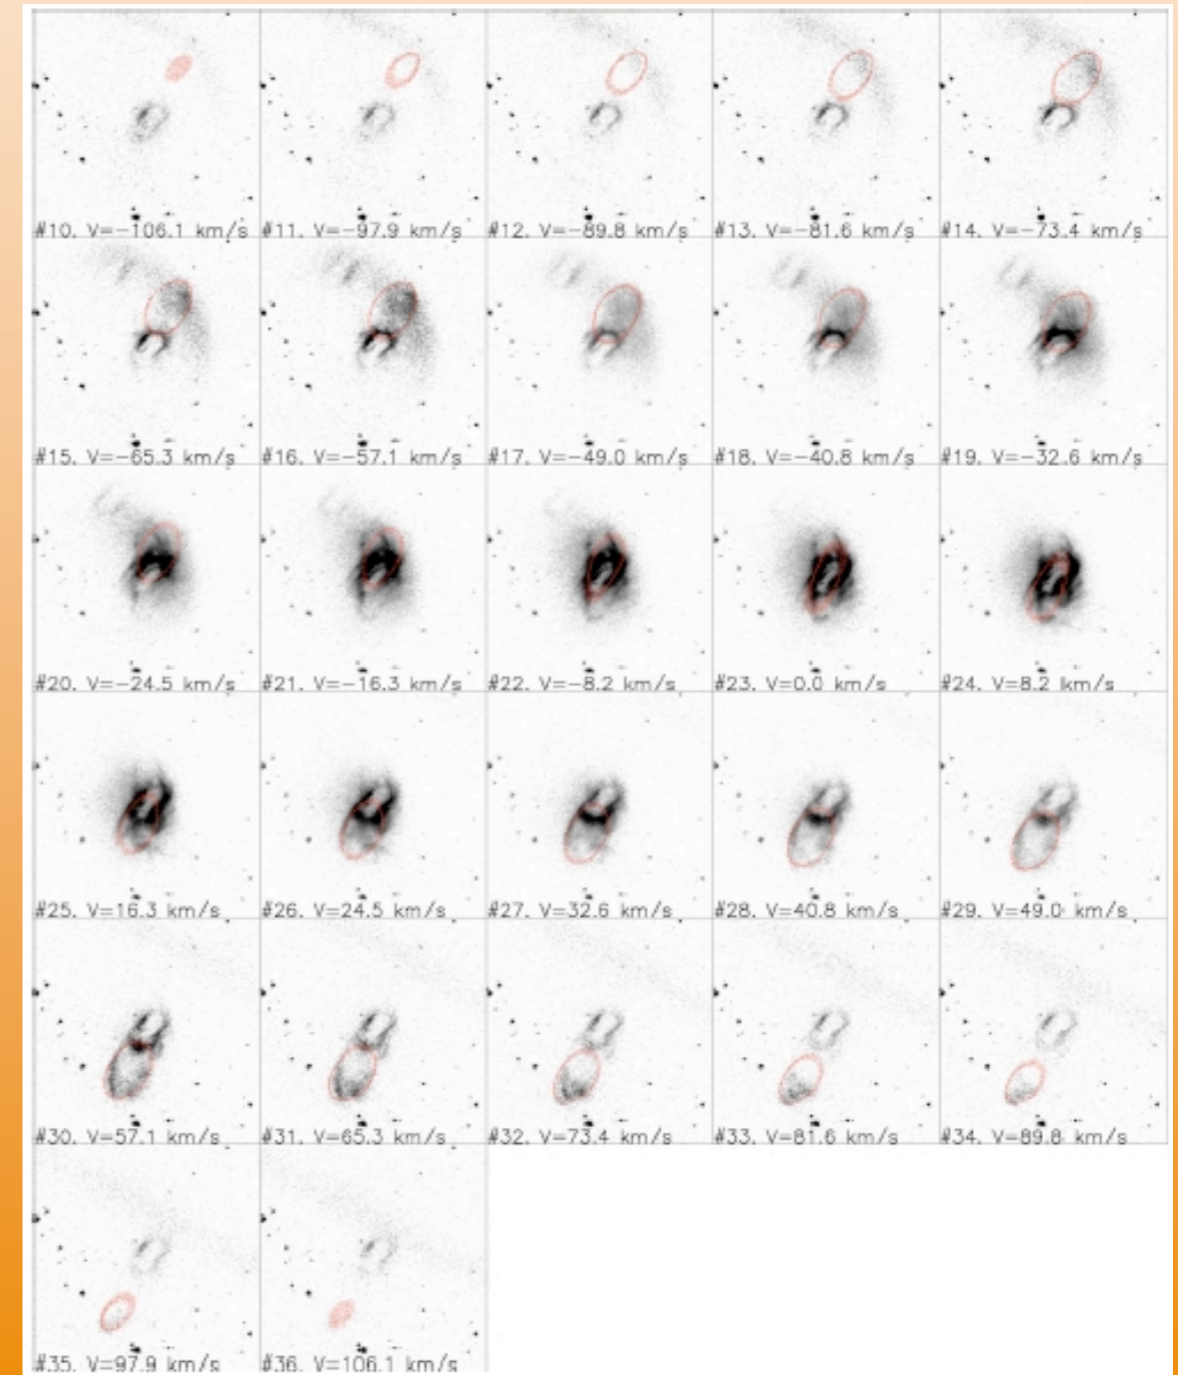 #10. V=−106.1 km/s #11. V=−97.9 km/s #12. V=−89.8 km/s #13. V=−81.6 km/s #14. V=−73.4 km/s
#15. V=−65.3 km/s #16. V=−57.1 km/s #17. V=−49.0 km/s #18. V=−40.8 km/s #19. V=−32.6 km/s
#20. V=−24.5 km/s #21. V=−16.3 km/s #22. V=−8.2 km/s #23. V=0.0 km/s #24. V=8.2 km/s
#25. V=16.3 km/s #26. V=24.5 km/s #27. V=32.6 km/s #28. V=40.8 km/s #29. V=49.0 km/s
#30. V=57.1 km/s #31. V=65.3 km/s #32. V=73.4 km/s #33. V=81.6 km/s #34. V=89.8 km/s
#35. V=97.9 km/s #36. V=106.1 km/s